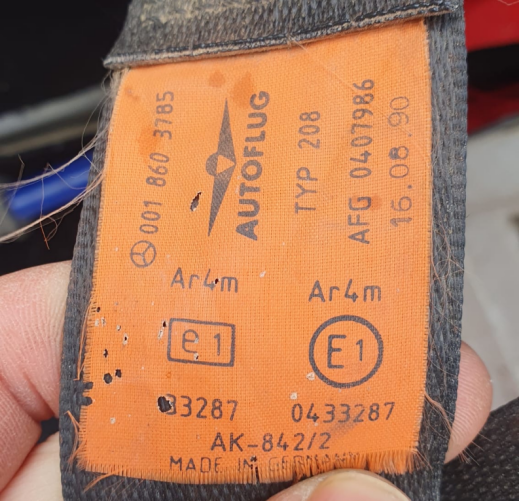 001 860 3785
AUTOFLUG
TYP 208
AFG 0407986
16.08.90
Ar4m
Ar4m
e1
E1
33287
0433287
AK-842/2
MADE IN GERMANY